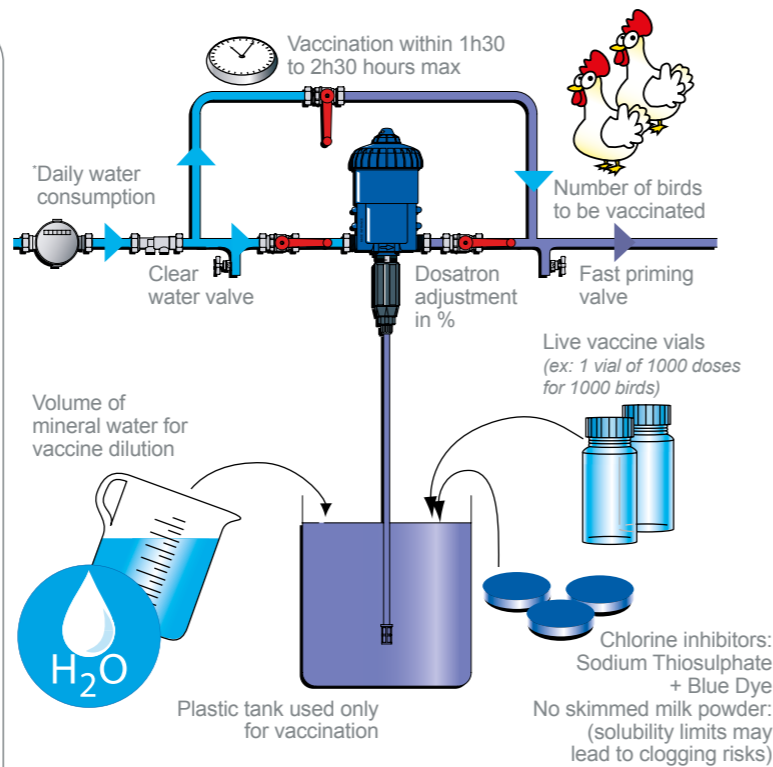 Vaccination within 1h30
to 2h30 hours max
*Daily water
consumption
Number of birds
to be vaccinated
Clear
water valve
Dosatron
adjustment
in %
Fast priming
valve
Live vaccine vials
(ex: 1 vial of 1000 doses
for 1000 birds)
Volume of
mineral water for
vaccine dilution
H₂O
Plastic tank used only
for vaccination
Chlorine inhibitors:
Sodium Thiosulphate
+ Blue Dye
No skimmed milk powder:
(solubility limits may
lead to clogging risks)